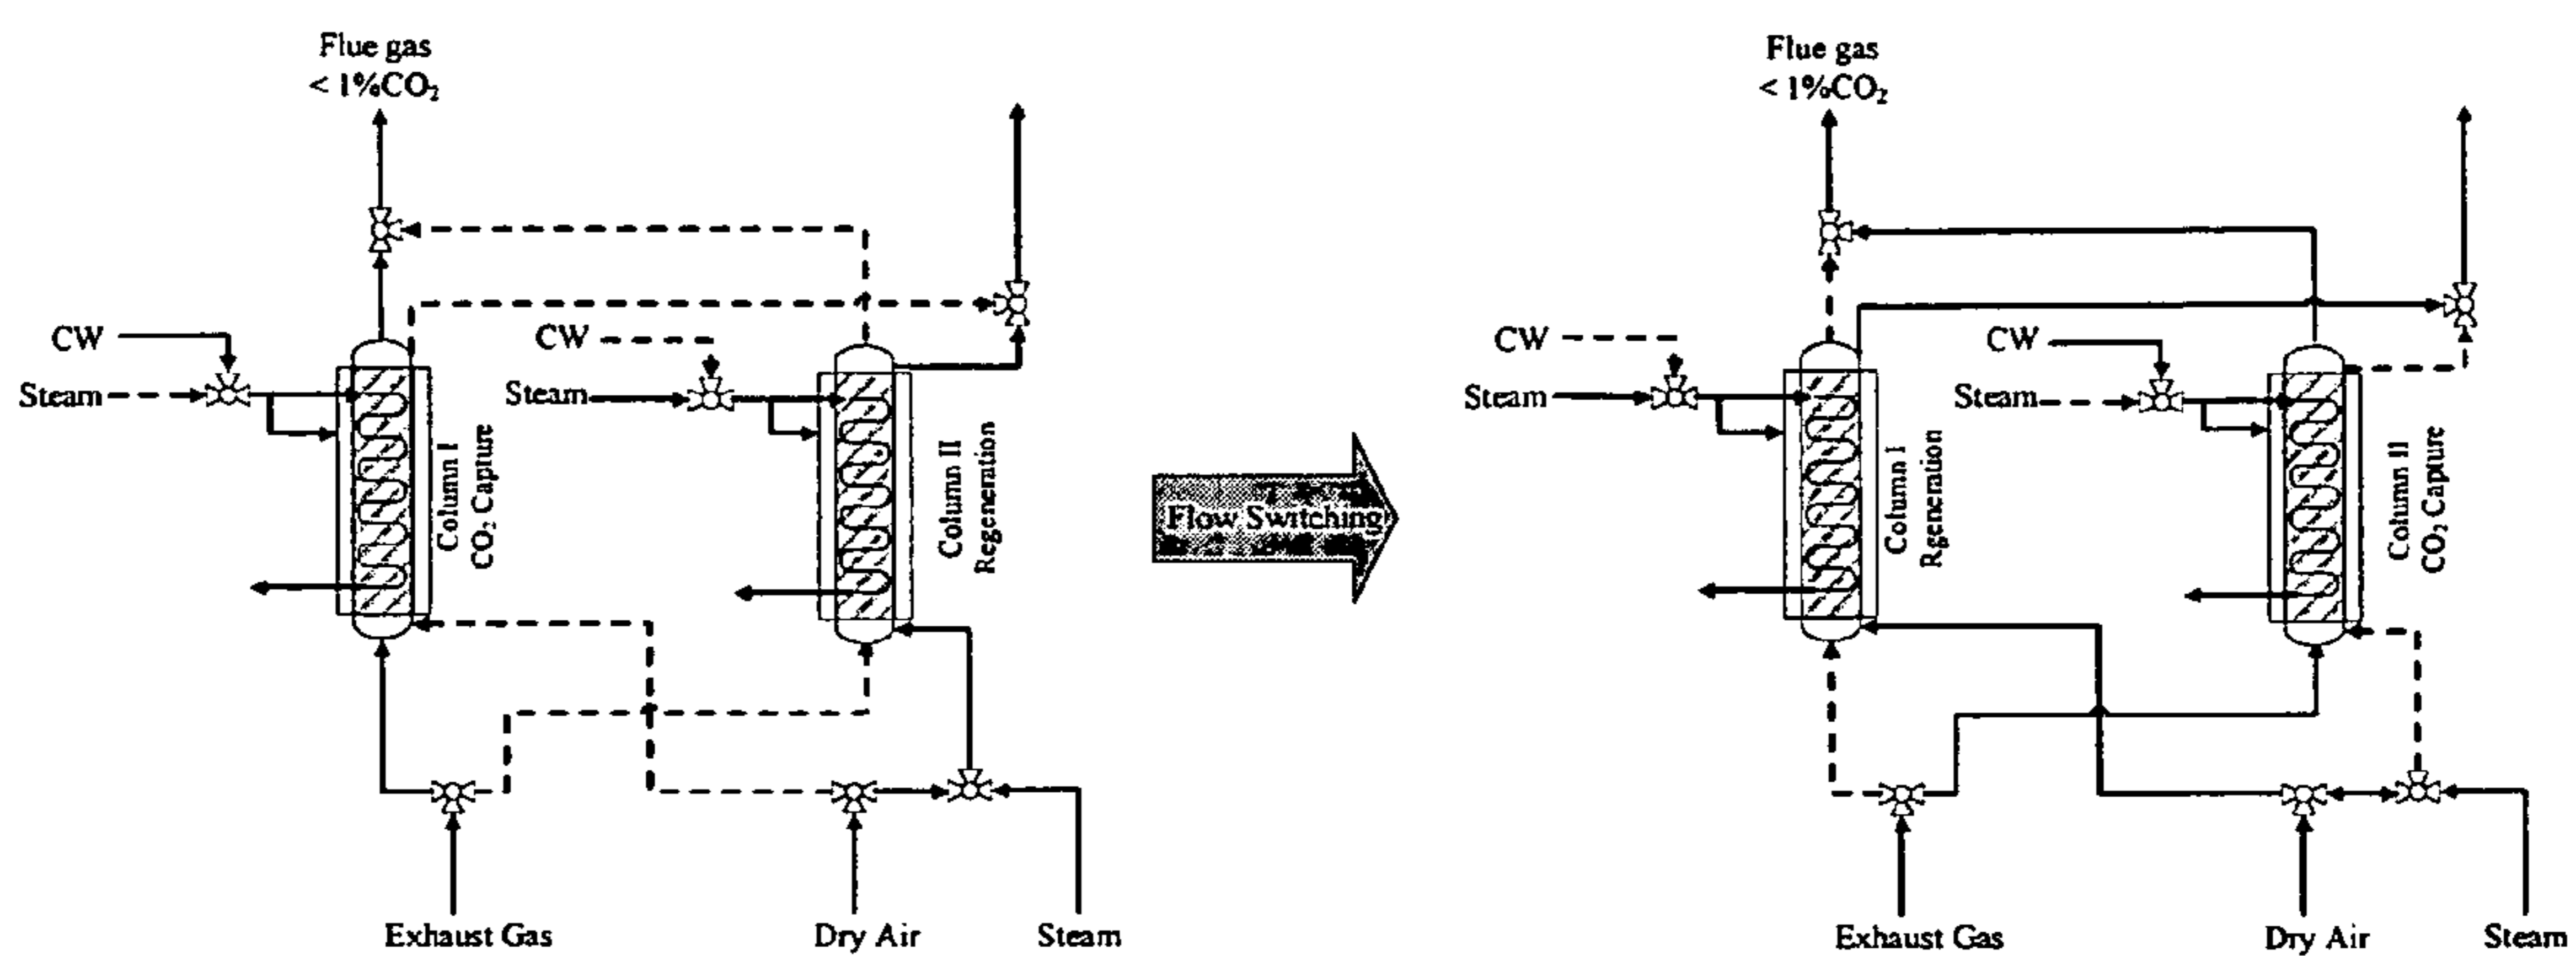 Flue gas
< 1%CO₂
CW
Steam
CW
Steam
Column I
CO₂ Capture
Column II
Regeneration
Exhaust Gas
Dry Air
Steam
Flow Switching
Flue gas
< 1%CO₂
CW
Steam
CW
Steam
Column I
Rgeneration
Column II
CO₂ Capture
Exhaust Gas
Dry Air
Steam